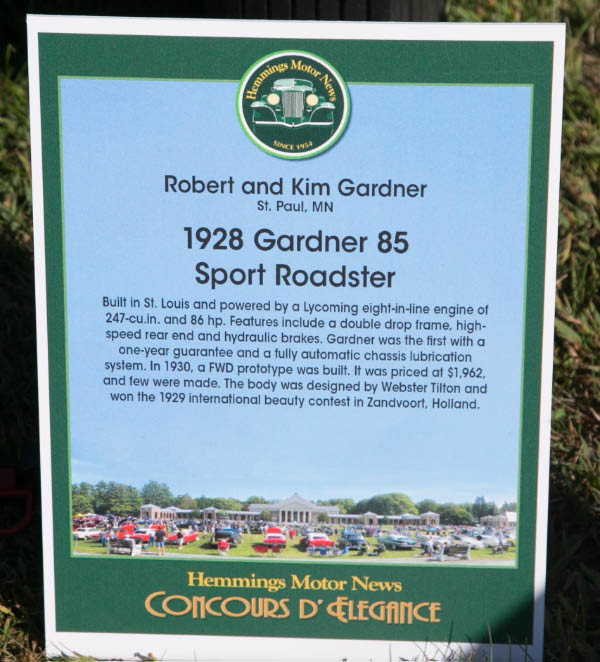 Hemmings Motor News
SINCE 1954
Robert and Kim Gardner
St. Paul, MN
1928 Gardner 85
Sport Roadster
Built in St. Louis and powered by a Lycoming eight-in-line engine of
247-cu.in. and 86 hp. Features include a double drop frame, high-
speed rear end and hydraulic brakes. Gardner was the first with a
one-year guarantee and a fully automatic chassis lubrication
system. In 1930, a FWD prototype was built. It was priced at $1,962,
and few were made. The body was designed by Webster Tilton and
won the 1929 international beauty contest in Zandvoort, Holland.
Hemmings Motor News
CONCOURS D' ELEGANCE